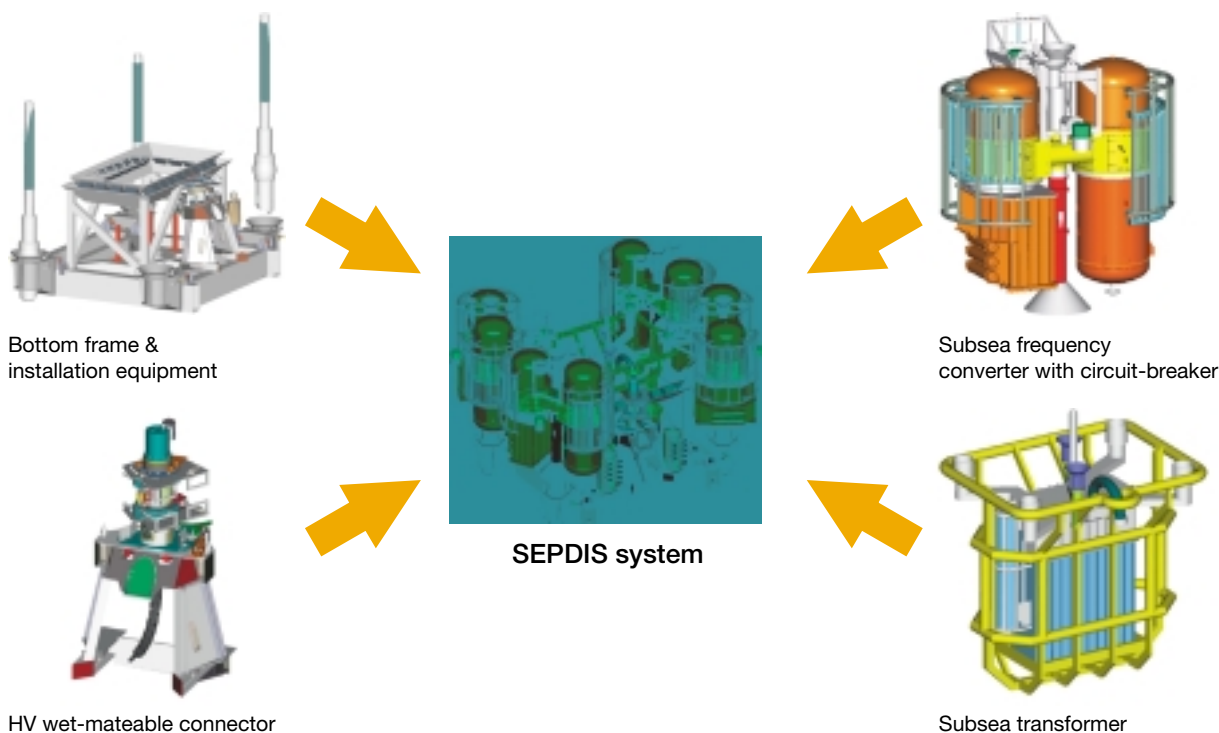 Bottom frame &
installation equipment
Subsea frequency
converter with circuit-breaker
SEPDIS system
HV wet-mateable connector
Subsea transformer